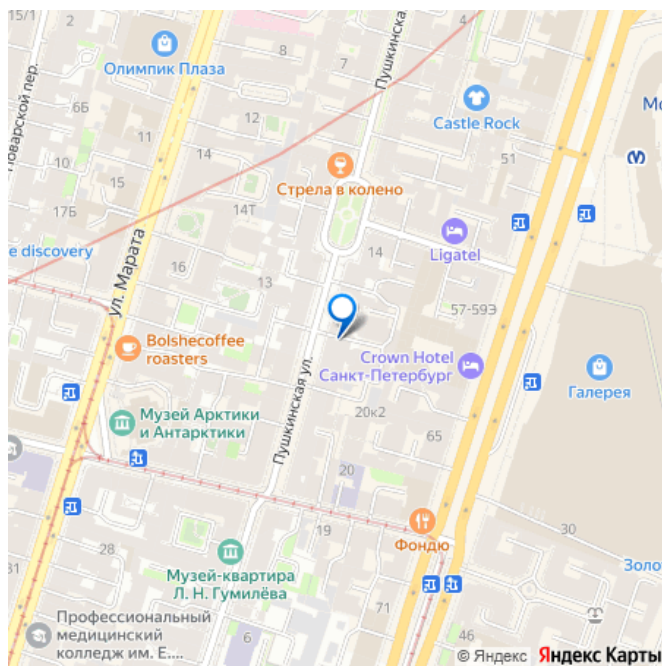 15/1
8
Олимпик Плаза
7
Пушкинска
Поварской пер.
6Б
12
Castle Rock
Мо
11
10
14
51
15
Стрела в колено
17Б
14Т
14
e discovery
Ligatel
16
13
ул. Марата
57-59Э
Bolshecoffee
roasters
Crown Hotel
Санкт-Петербург
Галерея
Пушкинская ул.
20к2
Музей Арктики
и Антарктики
65
20
19
30
28
Фондю
Музей-квартира
Л. Н. Гумилёва
Золо
31
71
Профессиональный
медицинский
колледж им. Е....
6
46
© Яндекс Яндекс Карты